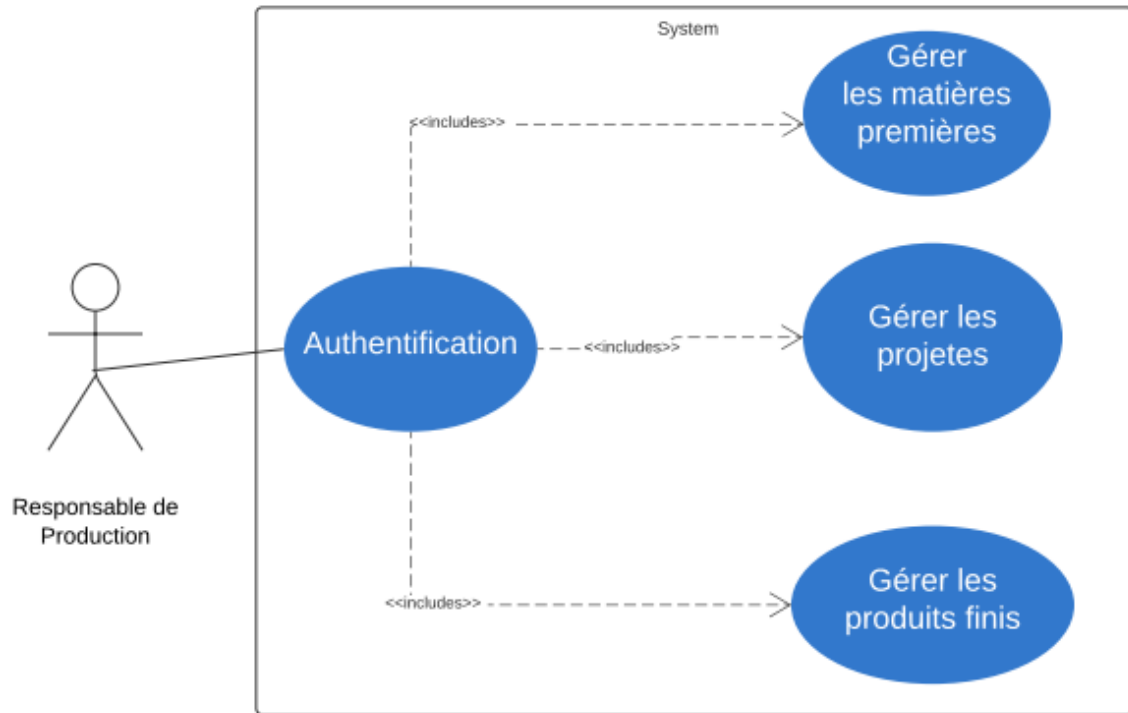 System
Gérer
les matières
premières
<<includes>>
Authentification
<<includes>>
Gérer les
projetes
Responsable de
Production
<<includes>>
Gérer les
produits finis